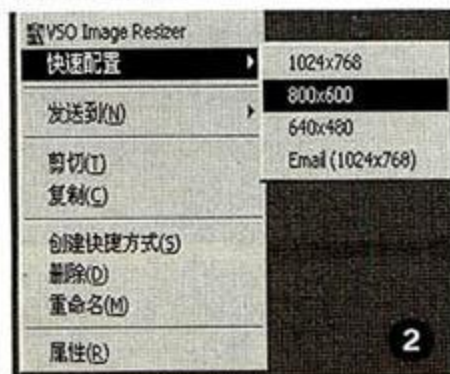 VSO Image Resizer
快速配置
发送到(N)
剪切(T)
复制(C)
创建快捷方式(S)
删除(D)
重命名(M)
属性(R)
1024x768
800x600
640x480
Email (1024x768)
2